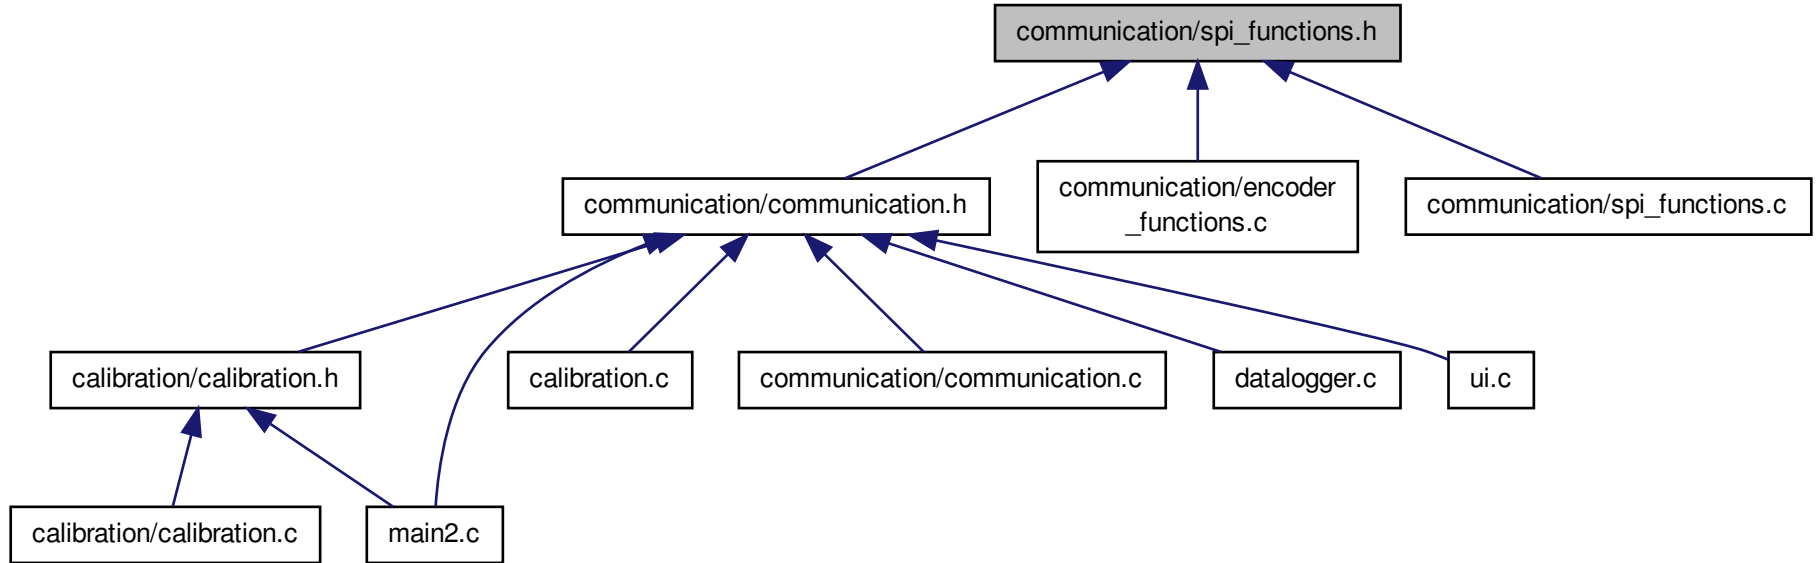 communication/spi_functions.h
communication/communication.h
communication/encoder
_functions.c
communication/spi_functions.c
calibration/calibration.h
calibration.c
communication/communication.c
datalogger.c
ui.c
calibration/calibration.c
main2.c